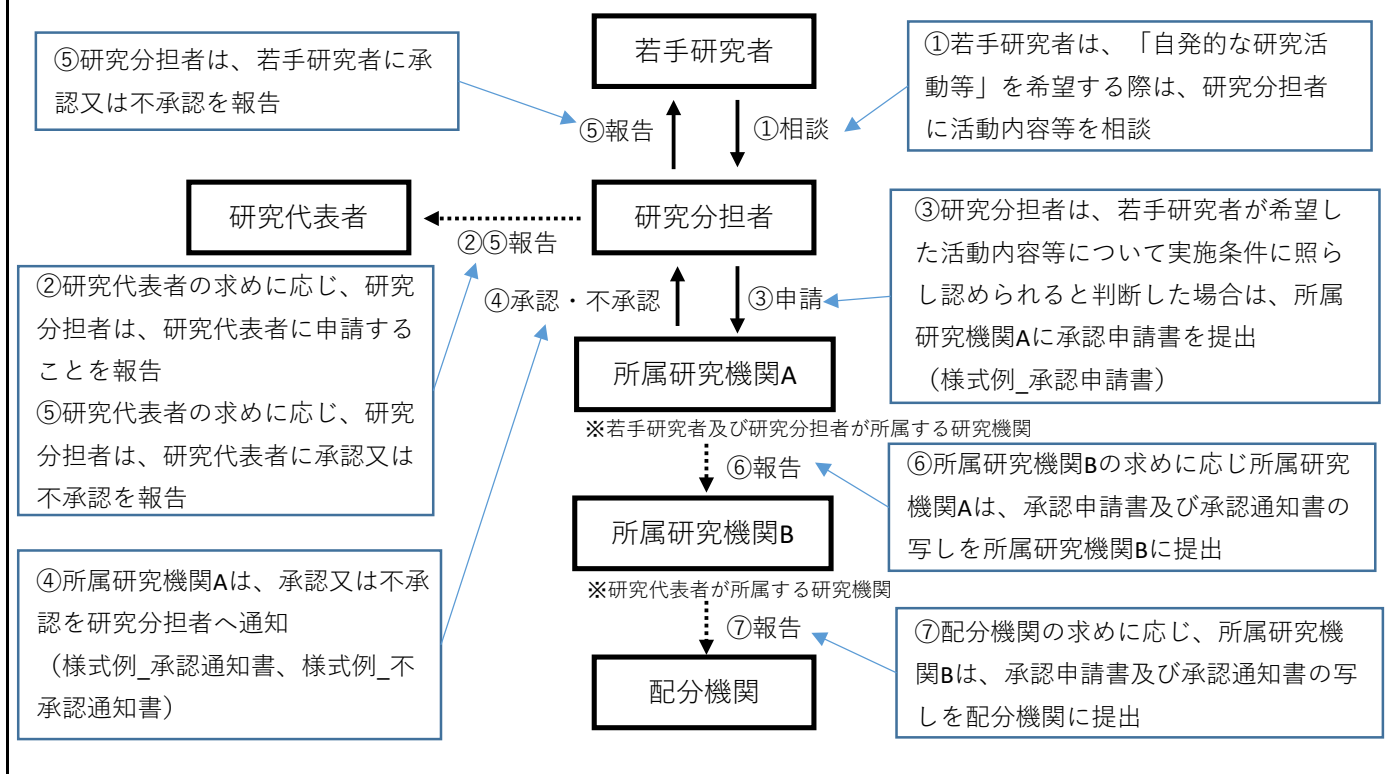 若手研究者
⑤研究分担者は、若手研究者に承
認又は不承認を報告
①若手研究者は、「自発的な研究活
動等」を希望する際は、研究分担者
に活動内容等を相談
⑤報告
①相談
研究代表者
研究分担者
②⑤報告
②研究代表者の求めに応じ、研究
分担者は、研究代表者に申請する
ことを報告
⑤研究代表者の求めに応じ、研究
分担者は、研究代表者に承認又は
不承認を報告
③研究分担者は、若手研究者が希望し
た活動内容等について実施条件に照ら
し認められると判断した場合は、所属
研究機関Aに承認申請書を提出
（様式例_承認申請書）
④承認・不承認
③申請
所属研究機関A
※若手研究者及び研究分担者が所属する研究機関
⑥報告
⑥所属研究機関Bの求めに応じ所属研究
機関Aは、承認申請書及び承認通知書の
写しを所属研究機関Bに提出
所属研究機関B
※研究代表者が所属する研究機関
④所属研究機関Aは、承認又は不承
認を研究分担者へ通知
（様式例_承認通知書、様式例_不
承認通知書）
⑦報告
⑦配分機関の求めに応じ、所属研究機
関Bは、承認申請書及び承認通知書の写
しを配分機関に提出
配分機関